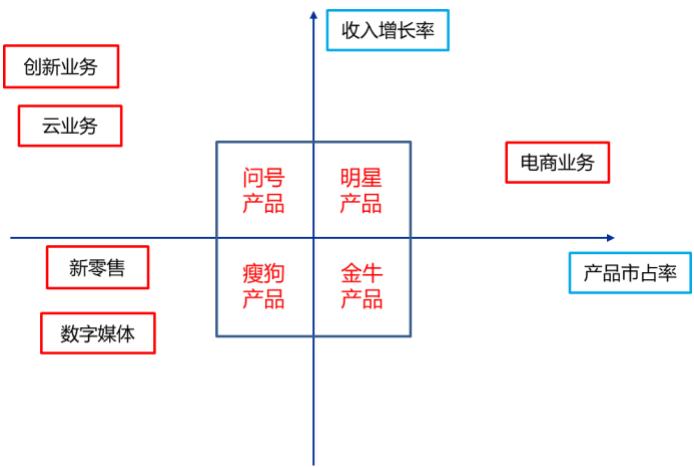 收入增长率
创新业务
云业务
电商业务
问号
产品
明星
产品
新零售
瘦狗
产品
金牛
产品
产品市占率
数字媒体